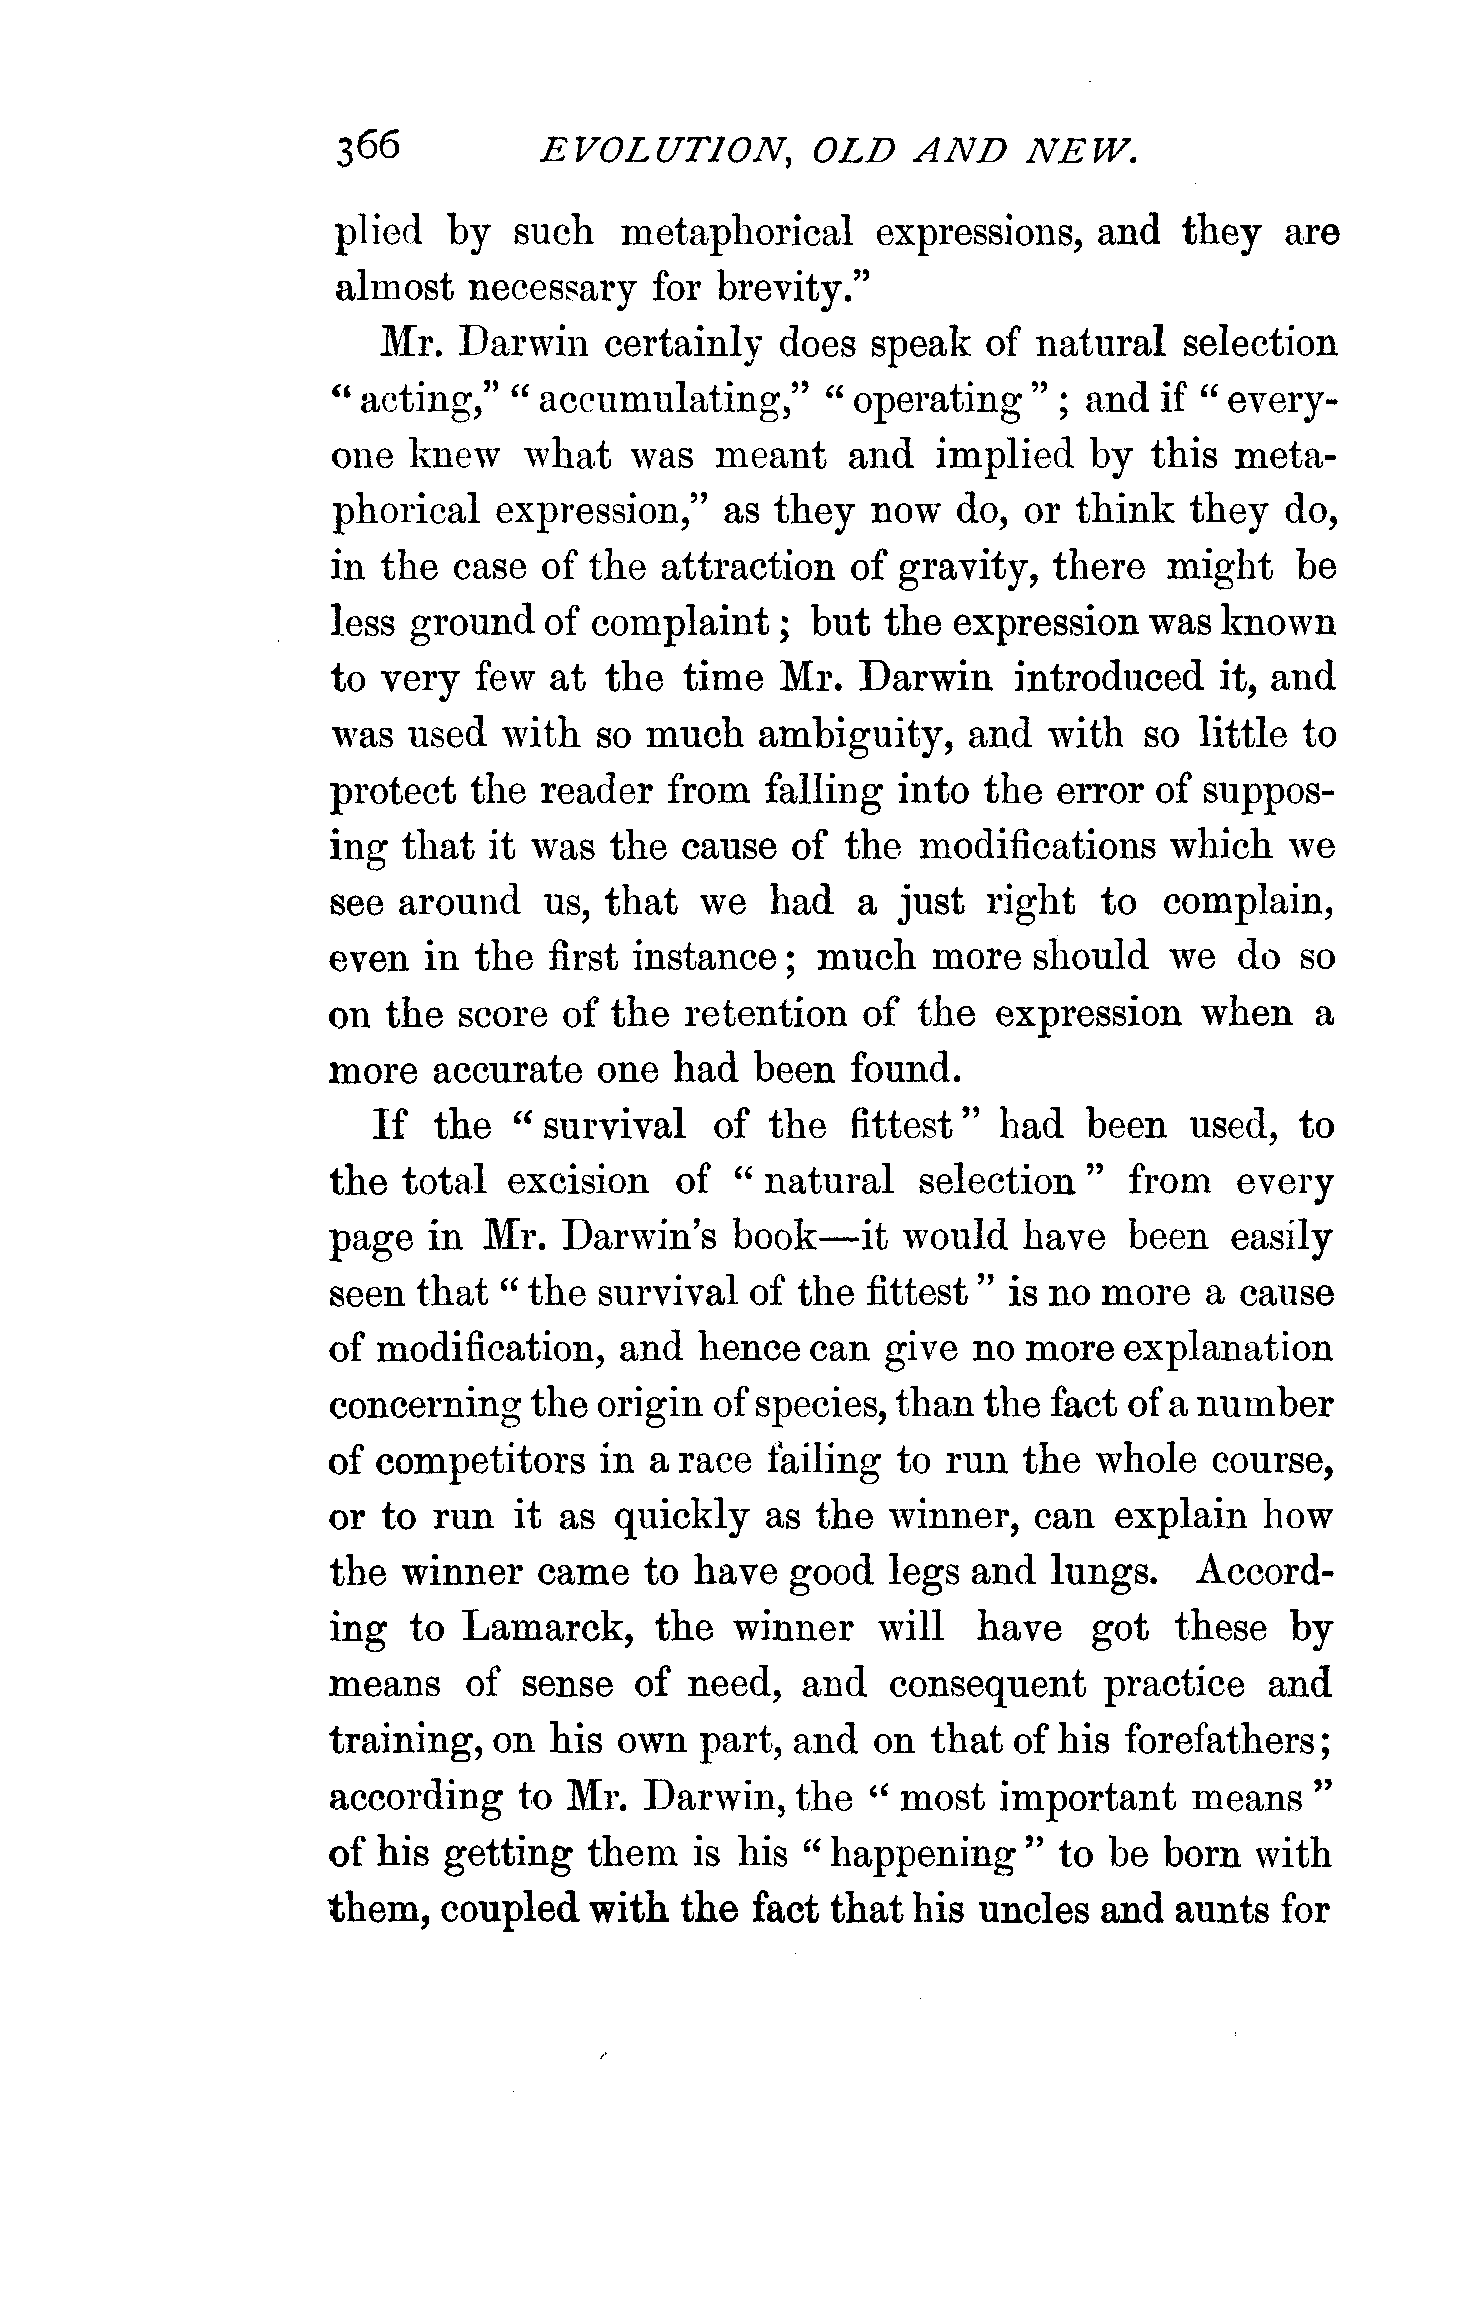 366 EVOLUTION, OLD AND NEW.
plied by such metaphorical expressions, and they are
almost necessary for brevity.”
Mr. Darwin certainly does speak of natural selection
“ acting,” “ accumulating,” “ operating ” ; and if “ every-
one knew what was meant and implied by this meta-
phorical expression,” as they now do, or think they do,
in the case of the attraction of gravity, there might be
less ground of complaint ; but the expression was known
to very few at the time Mr. Darwin introduced it, and
was used with so much ambiguity, and with so little to
protect the reader from falling into the error of suppos-
ing that it was the cause of the modifications which we
see around us, that we had a just right to complain,
even in the first instance ; much more should we do so
on the score of the retention of the expression when a
more accurate one had been found.
If the “ survival of the fittest ” had been used, to
the total excision of “ natural selection ” from every
page in Mr. Darwin’s book—it would have been easily
seen that “ the survival of the fittest ” is no more a cause
of modification, and hence can give no more explanation
concerning the origin of species, than the fact of a number
of competitors in a race failing to run the whole course,
or to run it as quickly as the winner, can explain how
the winner came to have good legs and lungs. Accord-
ing to Lamarck, the winner will have got these by
means of sense of need, and consequent practice and
training, on his own part, and on that of his forefathers ;
according to Mr. Darwin, the “ most important means ”
of his getting them is his “ happening ” to be born with
them, coupled with the fact that his uncles and aunts for